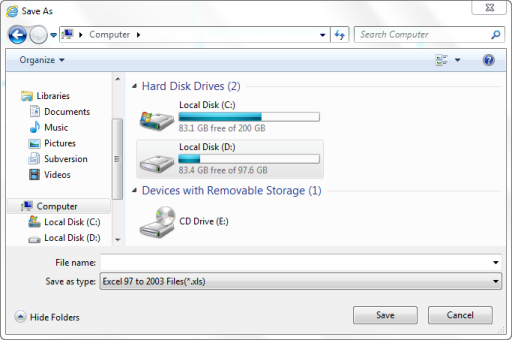 Save As
Computer
Search Computer
Organize
Libraries
Documents
Music
Pictures
Subversion
Videos
Computer
Local Disk (C:)
Local Disk (D:)
Hard Disk Drives (2)
Local Disk (C:)
83.1 GB free of 200 GB
Local Disk (D:)
83.4 GB free of 97.6 GB
Devices with Removable Storage (1)
CD Drive (E:)
File name:
Save as type: Excel 97 to 2003 Files(*.xls)
Hide Folders
Save
Cancel